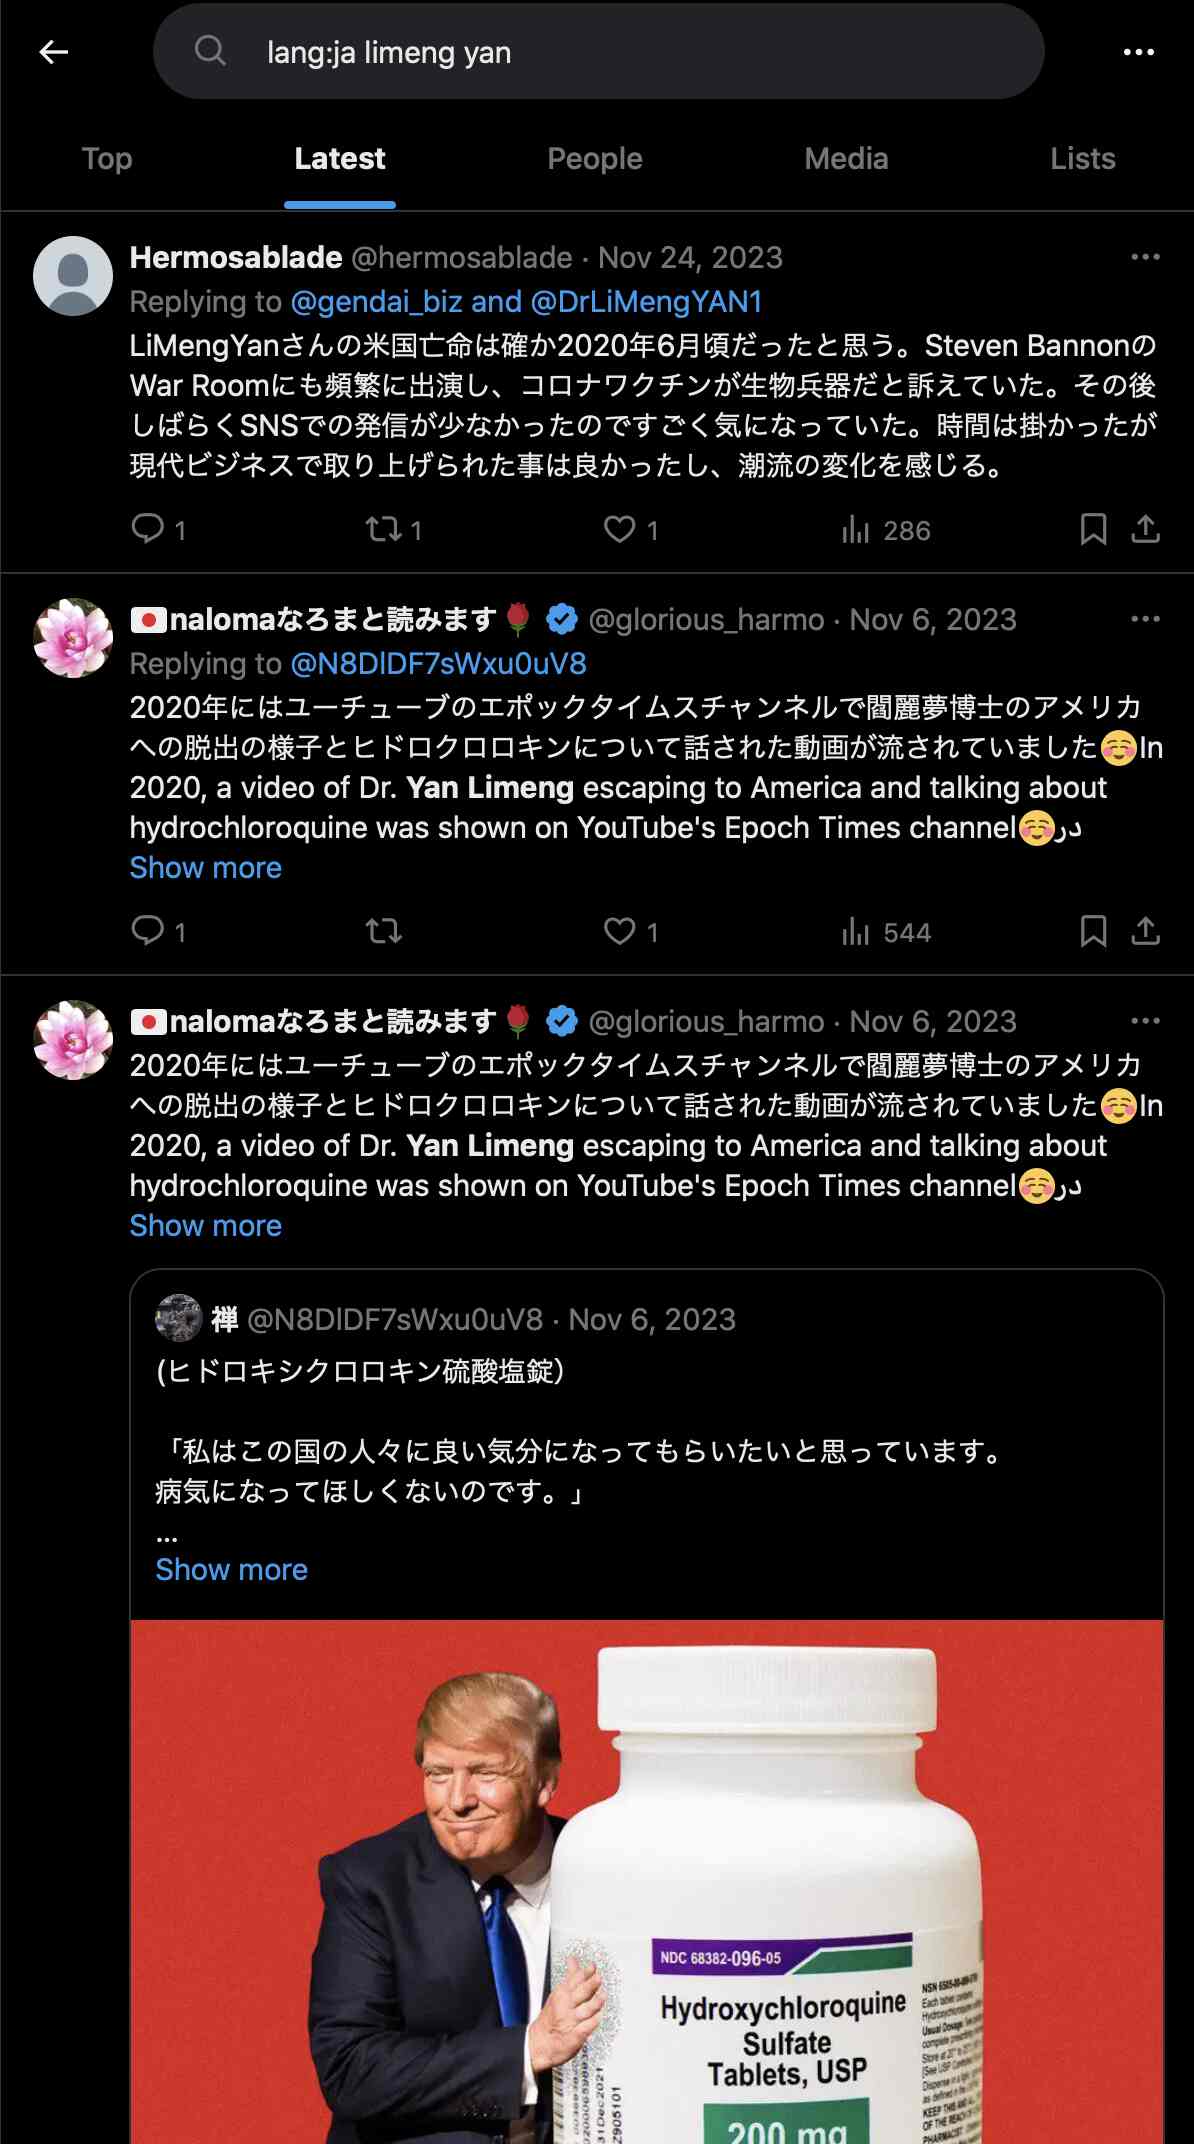 lang:ja limeng yan
Top Latest People Media Lists
Hermosablade @hermosablade · Nov 24, 2023
Replying to @gendai_biz and @DrLiMengYAN1
LiMengYanさんの米国亡命は確か2020年6月頃だったと思う。Steven Bannonの
War Roomにも頻繁に出演し、コロナワクチンが生物兵器だと訴えていた。その後
しばらくSNSでの発信が少なかったのですごく気になっていた。時間は掛かったが
現代ビジネスで取り上げられた事は良かったし、潮流の変化を感じる。
1 1 1 286
🇯🇵nalomaなろまと読みます🌹 @glorious_harmo · Nov 6, 2023
Replying to @N8DlDF7sWxu0uV8
2020年にはユーチューブのエポックタイムスチャンネルで閻麗夢博士のアメリカ
への脱出の様子とヒドロクロロキンについて話された動画が流されていました☺️In
2020, a video of Dr. Yan Limeng escaping to America and talking about
hydrochloroquine was shown on YouTube's Epoch Times channel☺️در
Show more
1 1 544
🇯🇵nalomaなろまと読みます🌹 @glorious_harmo · Nov 6, 2023
2020年にはユーチューブのエポックタイムスチャンネルで閻麗夢博士のアメリカ
への脱出の様子とヒドロクロロキンについて話された動画が流されていました☺️In
2020, a video of Dr. Yan Limeng escaping to America and talking about
hydrochloroquine was shown on YouTube's Epoch Times channel☺️در
Show more
禅 @N8DlDF7sWxu0uV8 · Nov 6, 2023
(ヒドロキシクロロキン硫酸塩錠）
「私はこの国の人々に良い気分になってもらいたいと思っています。
病気になってほしくないのです。」
...
Show more
NDC 68382-096-05
Hydroxychloroquine
Sulfate
Tablets, USP
200 mg
31Dec2021
Z905101
Each tablet contains
Usual Dosage: